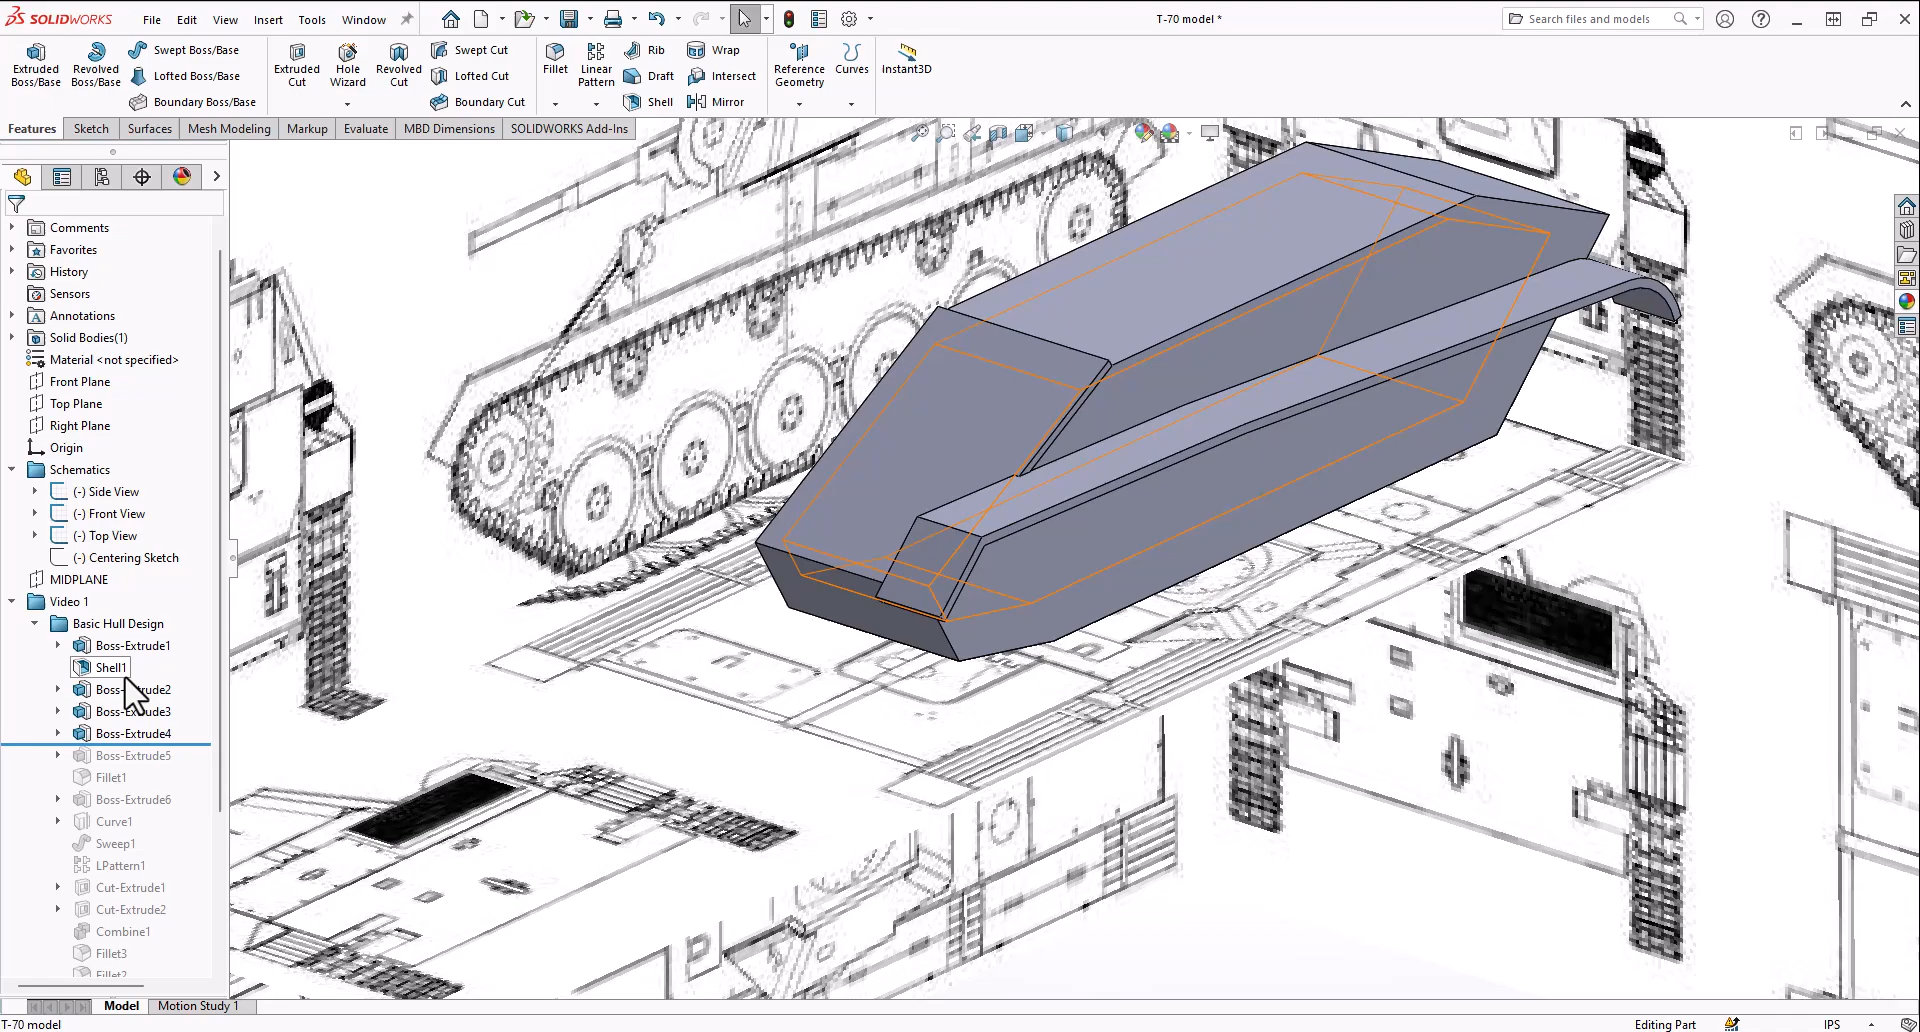 SOLIDWORKS
File Edit View Insert Tools Window
T-70 model *
Search files and models
Extruded Boss/Base
Revolved Boss/Base
Swept Boss/Base
Lofted Boss/Base
Boundary Boss/Base
Extruded Cut
Hole Wizard
Revolved Cut
Swept Cut
Lofted Cut
Boundary Cut
Fillet
Linear Pattern
Rib
Draft
Shell
Wrap
Intersect
Mirror
Reference Geometry
Curves
Instant3D
Features Sketch Surfaces Mesh Modeling Markup Evaluate MBD Dimensions SOLIDWORKS Add-Ins
Comments
Favorites
History
Sensors
Annotations
Solid Bodies(1)
Material <not specified>
Front Plane
Top Plane
Right Plane
Origin
Schematics
(-) Side View
(-) Front View
(-) Top View
(-) Centering Sketch
MIDPLANE
Video 1
Basic Hull Design
Boss-Extrude1
Shell1
Boss-Extrude2
Boss-Extrude3
Boss-Extrude4
Boss-Extrude5
Fillet1
Boss-Extrude6
Curve1
Sweep1
LPattern1
Cut-Extrude1
Cut-Extrude2
Combine1
Fillet3
Fillet2
Model Motion Study 1
T-70 model
Editing Part
IPS